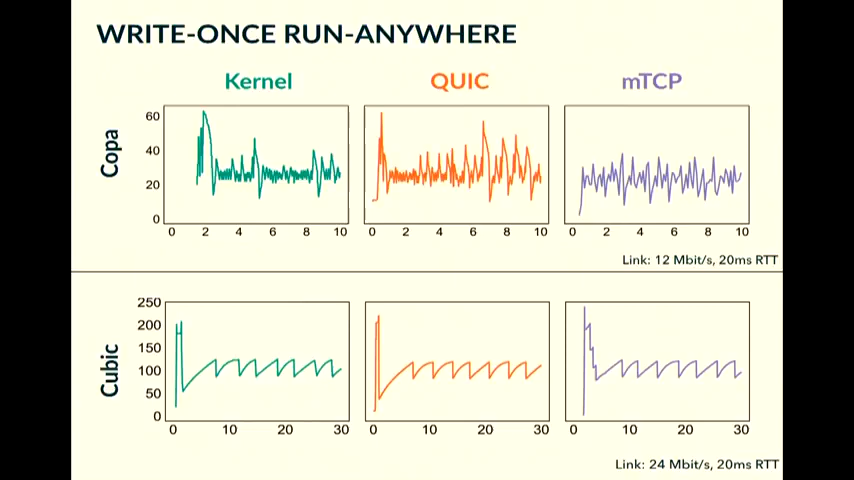 WRITE-ONCE RUN-ANYWHERE
Kernel QUIC mTCP
Copa
60
40
20
0
0 2 4 6 8 10
0 2 4 6 8 10
0 2 4 6 8 10
Link: 12 Mbit/s, 20ms RTT
Cubic
250
200
150
100
50
0
0 10 20 30
0 10 20 30
0 10 20 30
Link: 24 Mbit/s, 20ms RTT